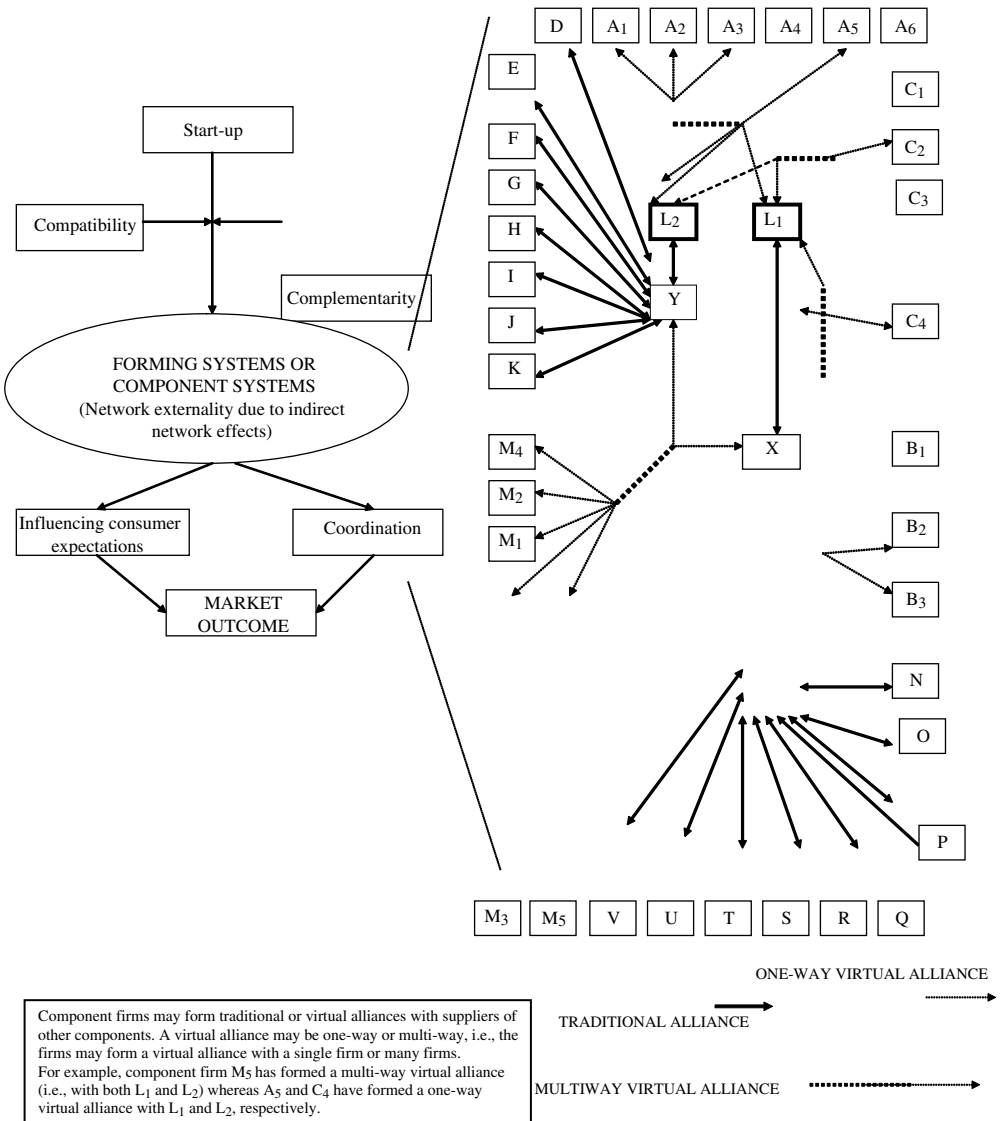 D A1 A2 A3 A4 A5 A6
E
C1
Start-up
F
C2
G
C3
Compatibility
H
L2 L1
I
Complementarity
Y
J
C4
FORMING SYSTEMS OR
COMPONENT SYSTEMS
(Network externality due to indirect
network effects)
K
M4
X
B1
M2
Influencing consumer
expectations
Coordination
M1
B2
MARKET
OUTCOME
B3
N
O
P
M3 M5 V U T S R Q
ONE-WAY VIRTUAL ALLIANCE
TRADITIONAL ALLIANCE
MULTIWAY VIRTUAL ALLIANCE
Component firms may form traditional or virtual alliances with suppliers of
other components. A virtual alliance may be one-way or multi-way, i.e., the
firms may form a virtual alliance with a single firm or many firms.
For example, component firm M5 has formed a multi-way virtual alliance
(i.e., with both L1 and L2) whereas A5 and C4 have formed a one-way
virtual alliance with L1 and L2, respectively.